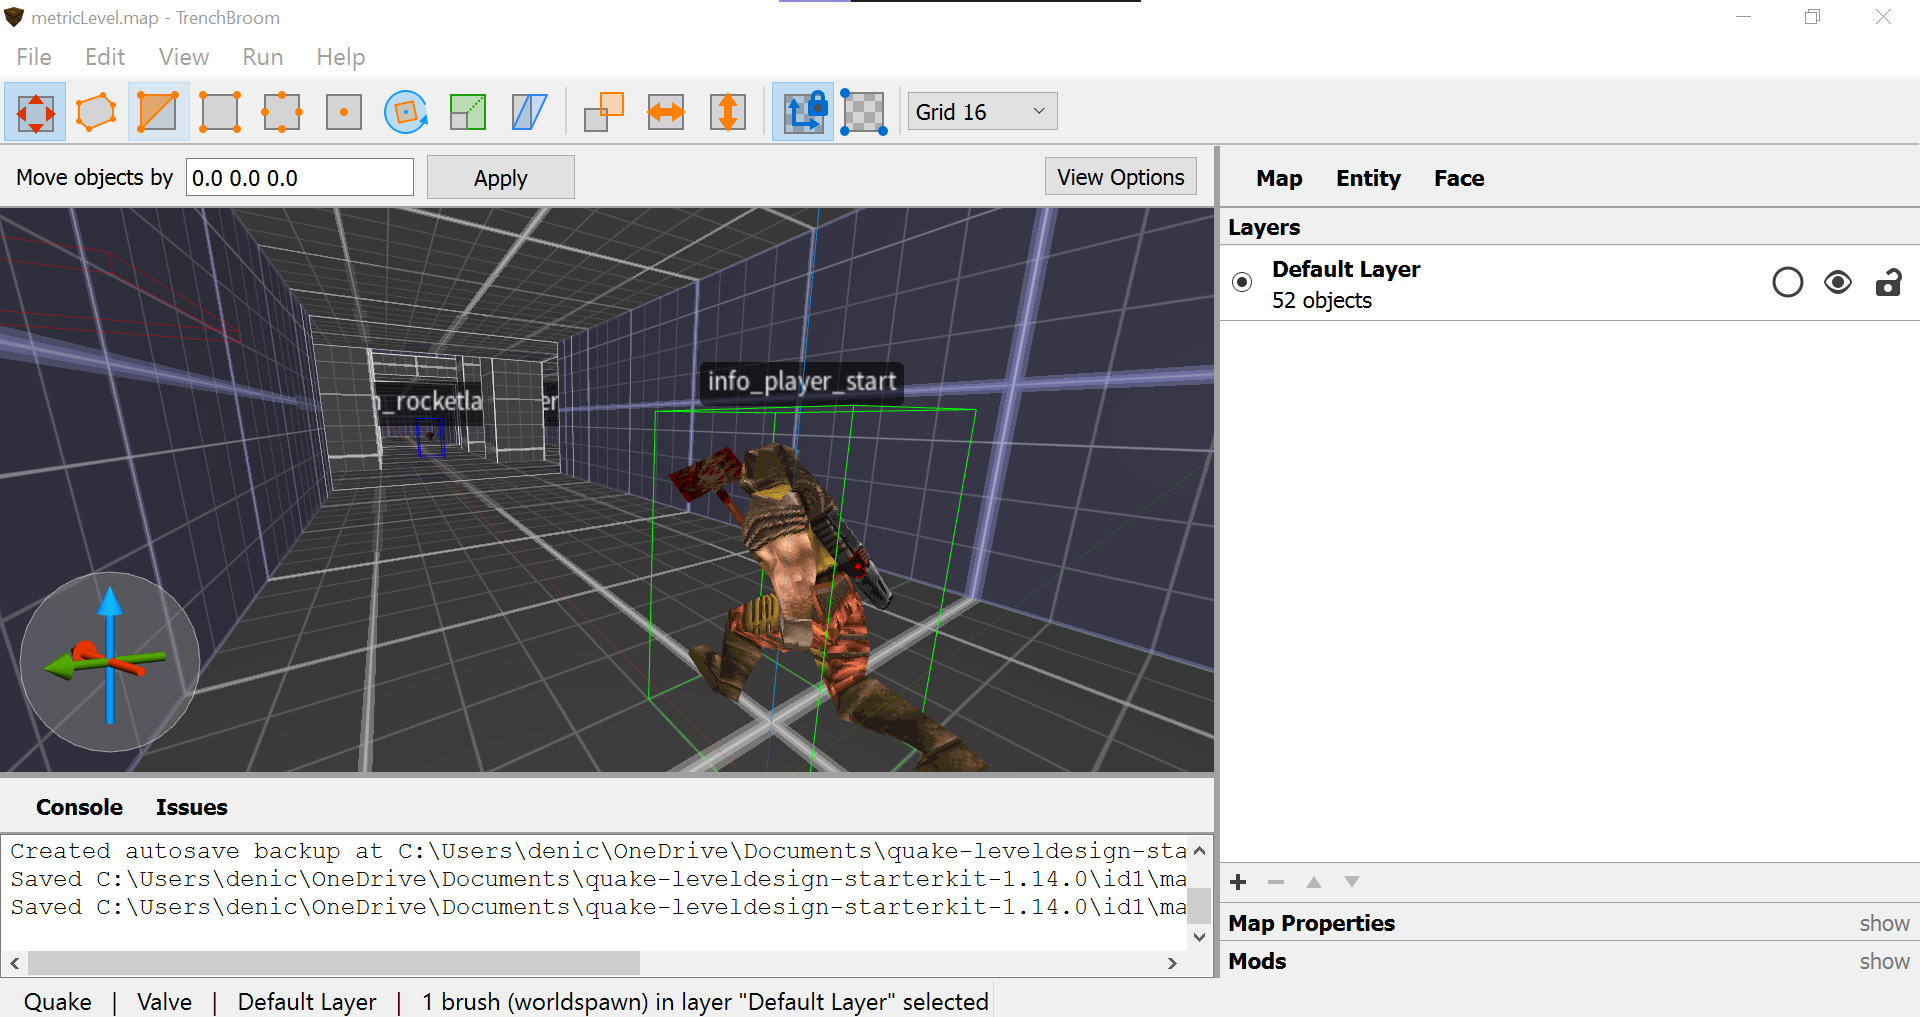 metricLevel.map - TrenchBroom
File Edit View Run Help
Grid 16
Move objects by 0.0 0.0 0.0 Apply View Options
Map Entity Face
Layers
Default Layer
52 objects
info_player_start
_rocketla
er
Console Issues
Created autosave backup at C:\Users\denic\OneDrive\Documents\quake-leveldesign-sta
Saved C:\Users\denic\OneDrive\Documents\quake-leveldesign-starterkit-1.14.0\id1\ma
Saved C:\Users\denic\OneDrive\Documents\quake-leveldesign-starterkit-1.14.0\id1\ma
Map Properties show
Mods show
Quake | Valve | Default Layer | 1 brush (worldspawn) in layer "Default Layer" selected